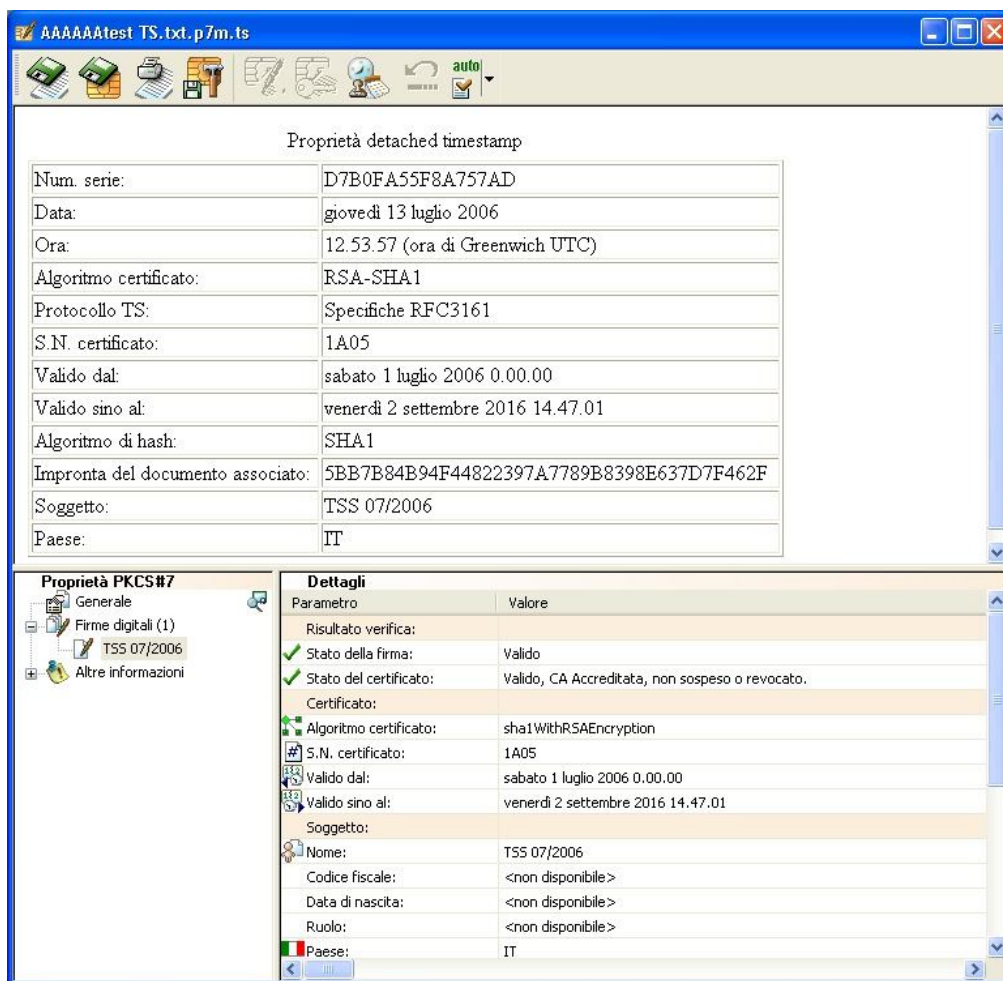 AAAAAAtest TS.txt.p7m.ts
auto
Proprietà detached timestamp
Num. serie: D7B0FA55F8A757AD
Data: giovedì 13 luglio 2006
Ora: 12.53.57 (ora di Greenwich UTC)
Algoritmo certificato: RSA-SHA1
Protocollo TS: Specifiche RFC3161
S.N. certificato: 1A05
Valido dal: sabato 1 luglio 2006 0.00.00
Valido sino al: venerdì 2 settembre 2016 14.47.01
Algoritmo di hash: SHA1
Impronta del documento associato: 5BB7B84B94F44822397A7789B8398E637D7F462F
Soggetto: TSS 07/2006
Paese: IT
Proprietà PKCS#7
Generale
Firme digitali (1)
TSS 07/2006
Altre informazioni
Dettagli
Parametro Valore
Risultato verifica:
Stato della firma: Valido
Stato del certificato: Valido, CA Accreditata, non sospeso o revocato.
Certificato:
Algoritmo certificato: sha1WithRSAEncryption
S.N. certificato: 1A05
Valido dal: sabato 1 luglio 2006 0.00.00
Valido sino al: venerdì 2 settembre 2016 14.47.01
Soggetto:
Nome: TSS 07/2006
Codice fiscale: <non disponibile>
Data di nascita: <non disponibile>
Ruolo: <non disponibile>
Paese: IT